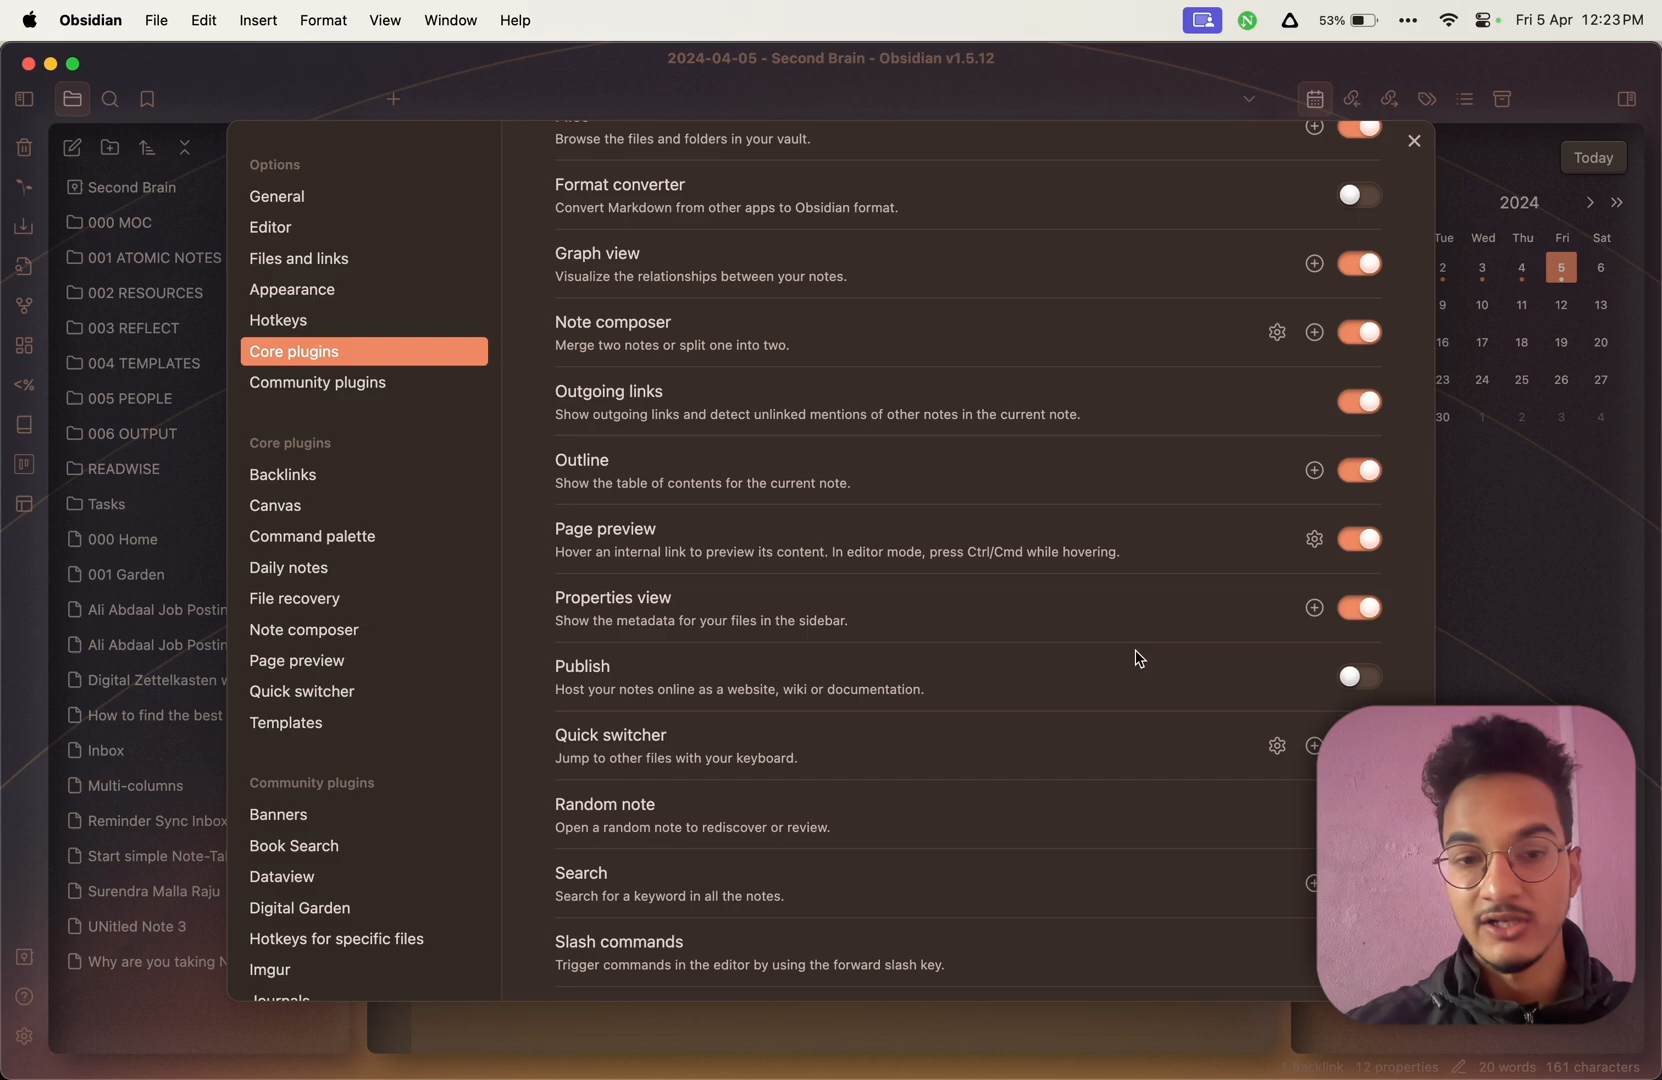 Obsidian File Edit Insert Format View Window Help
53% Fri 5 Apr 12:23 PM
2024-04-05 - Second Brain - Obsidian v1.5.12
Second Brain
000 MOC
001 ATOMIC NOTES
002 RESOURCES
003 REFLECT
004 TEMPLATES
005 PEOPLE
006 OUTPUT
READWISE
Tasks
000 Home
001 Garden
Ali Abdaal Job Postin
Ali Abdaal Job Postin
Digital Zettelkasten
How to find the best
Inbox
Multi-columns
Reminder Sync Inbox
Start simple Note-Ta
Surendra Malla Raju
UNitled Note 3
Why are you taking
Options
General
Editor
Files and links
Appearance
Hotkeys
Core plugins
Community plugins
Core plugins
Backlinks
Canvas
Command palette
Daily notes
File recovery
Note composer
Page preview
Quick switcher
Templates
Community plugins
Banners
Book Search
Dataview
Digital Garden
Hotkeys for specific files
Imgur
Journals
Files
Browse the files and folders in your vault.
Format converter
Convert Markdown from other apps to Obsidian format.
Graph view
Visualize the relationships between your notes.
Note composer
Merge two notes or split one into two.
Outgoing links
Show outgoing links and detect unlinked mentions of other notes in the current note.
Outline
Show the table of contents for the current note.
Page preview
Hover an internal link to preview its content. In editor mode, press Ctrl/Cmd while hovering.
Properties view
Show the metadata for your files in the sidebar.
Publish
Host your notes online as a website, wiki or documentation.
Quick switcher
Jump to other files with your keyboard.
Random note
Open a random note to rediscover or review.
Search
Search for a keyword in all the notes.
Slash commands
Trigger commands in the editor by using the forward slash key.
Today
2024
Tue Wed Thu Fri Sat
2 3 4 5 6
9 10 11 12 13
16 17 18 19 20
23 24 25 26 27
30 1 2 3 4
1 backlink 12 properties 20 words 161 characters